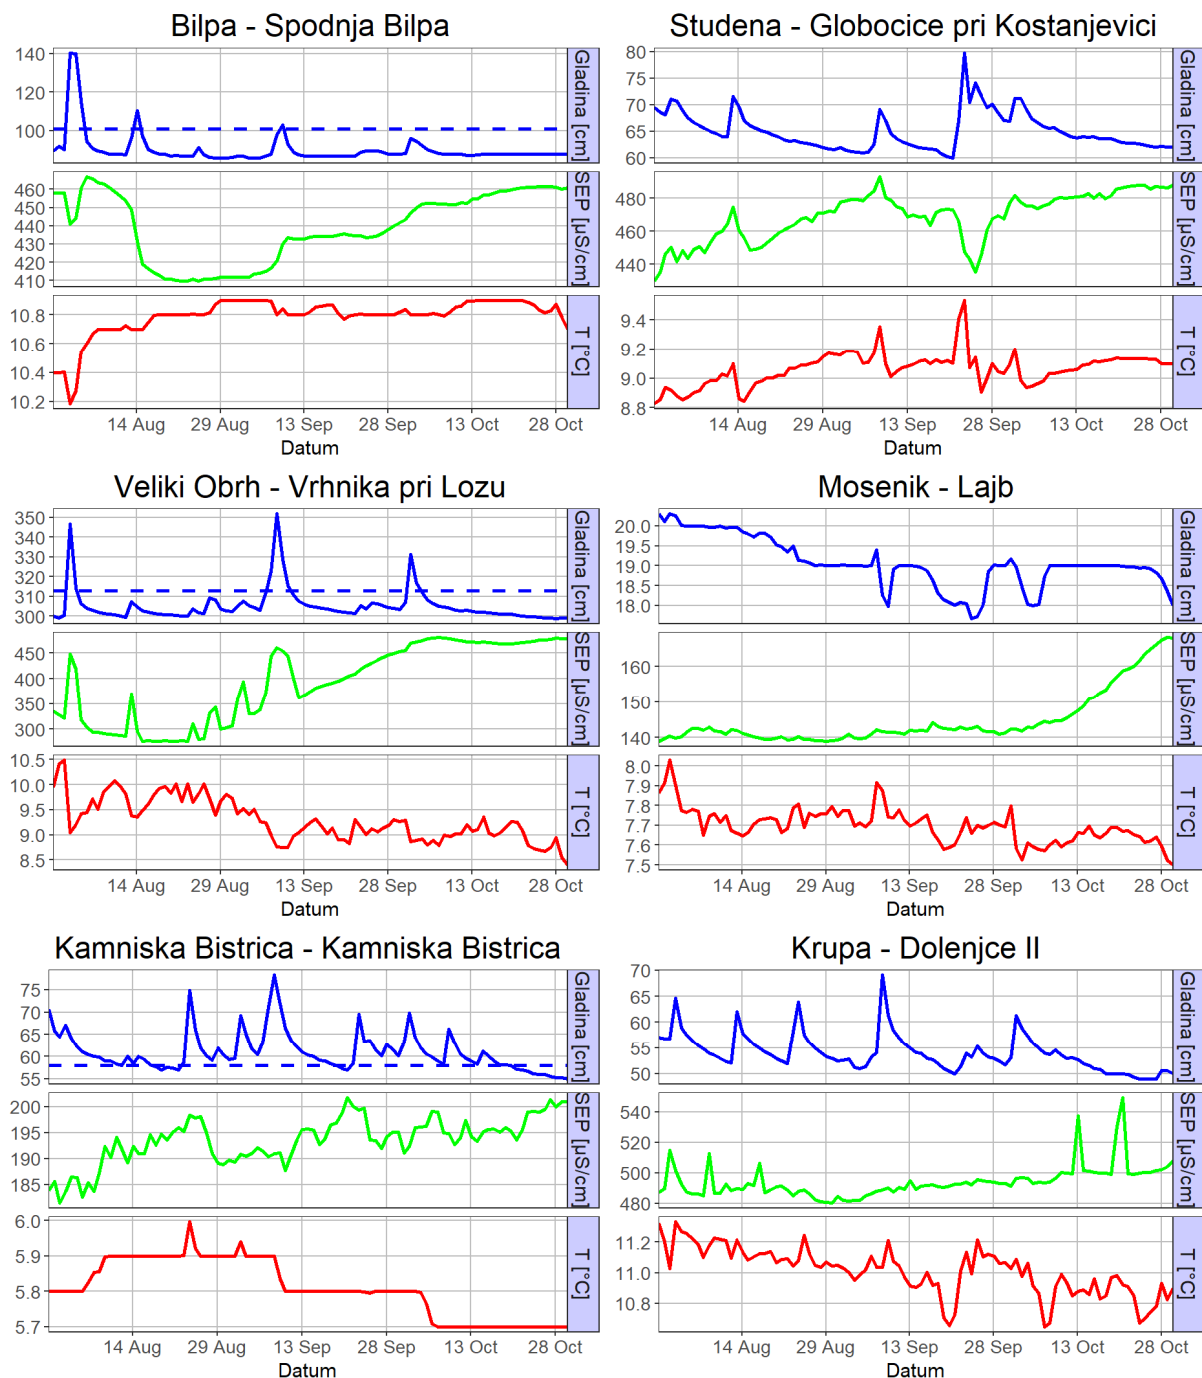 Bilpa - Spodnja Bilpa
140
120
100
Gladina [cm]
460
450
440
430
420
410
SEP [µS/cm]
10.8
10.6
10.4
10.2
T [°C]
14 Aug 29 Aug 13 Sep 28 Sep 13 Oct 28 Oct
Datum
Studena - Globocice pri Kostanjevici
80
75
70
65
60
Gladina [cm]
480
460
440
SEP [µS/cm]
9.4
9.2
9.0
8.8
T [°C]
14 Aug 29 Aug 13 Sep 28 Sep 13 Oct 28 Oct
Datum
Veliki Obrh - Vrhnika pri Lozu
350
340
330
320
310
300
Gladina [cm]
450
400
350
300
SEP [µS/cm]
10.5
10.0
9.5
9.0
8.5
T [°C]
14 Aug 29 Aug 13 Sep 28 Sep 13 Oct 28 Oct
Datum
Mosenik - Lajb
20.0
19.5
19.0
18.5
18.0
Gladina [cm]
160
150
140
SEP [µS/cm]
8.0
7.9
7.8
7.7
7.6
7.5
T [°C]
14 Aug 29 Aug 13 Sep 28 Sep 13 Oct 28 Oct
Datum
Kamniska Bistrica - Kamniska Bistrica
75
70
65
60
55
Gladina [cm]
200
195
190
185
SEP [µS/cm]
6.0
5.9
5.8
5.7
T [°C]
14 Aug 29 Aug 13 Sep 28 Sep 13 Oct 28 Oct
Datum
Krupa - Dolenjce II
70
65
60
55
50
Gladina [cm]
540
520
500
480
SEP [µS/cm]
11.2
11.0
10.8
T [°C]
14 Aug 29 Aug 13 Sep 28 Sep 13 Oct 28 Oct
Datum